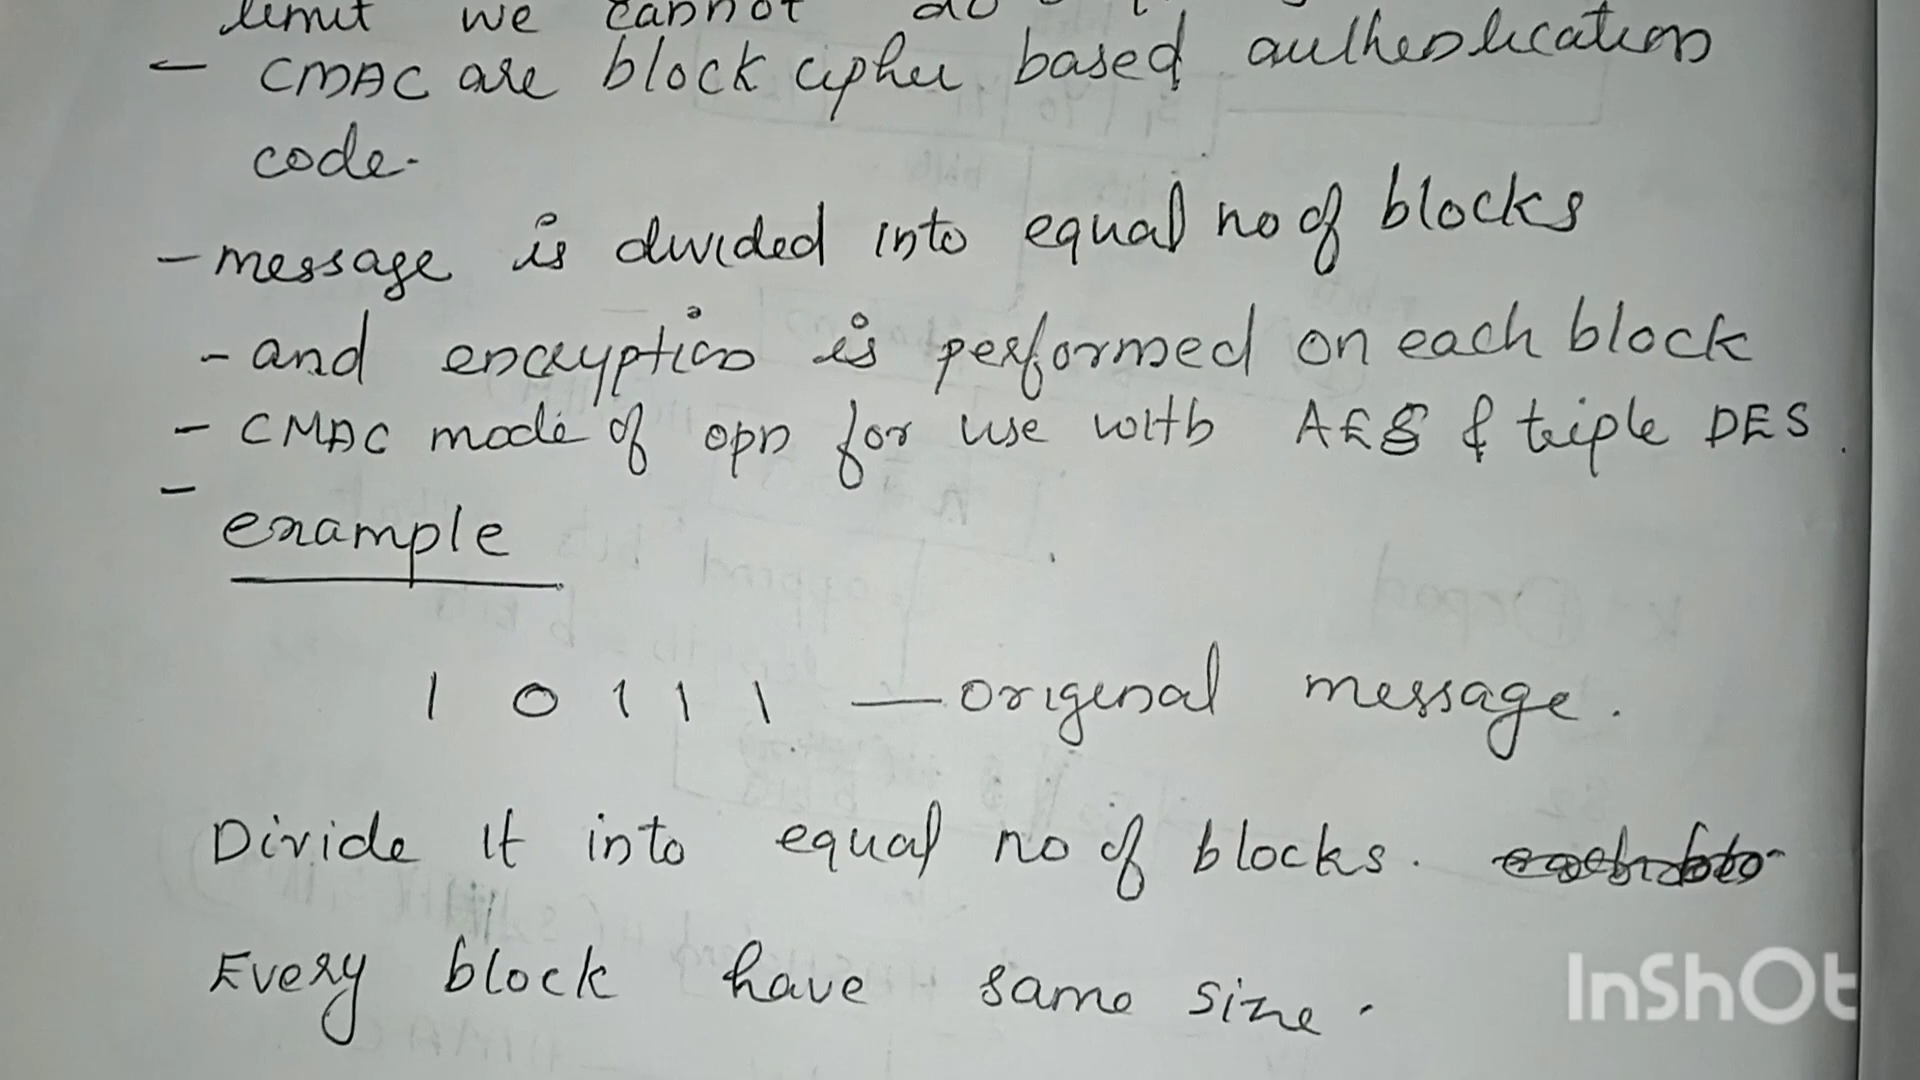 limit we cannot do
- CMAC are block cipher based authentication
code.
- message is divided into equal no of blocks
- and encryption is performed on each block
- CMAC mode of opn for use with AES & triple DES.
-
example
1 0 1 1 1 — original message.
Divide it into equal no of blocks.
Every block have same size.
InShOt